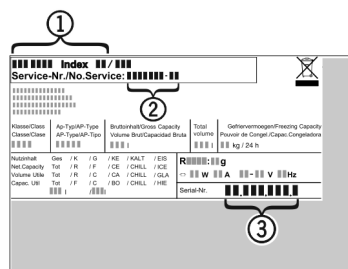 1
Index /
Service-Nr./No.Service: -
2
Klasse/Class Ap-Typ/AP-Type Bruttoinhalt/Gross Capacity Total Gefriervermoegen/Freezing Capacity
Classe/Clase AP-Type/AP-Tipo Volume Brut/Capacidad Bruta volume Pouvoir de Congel./Capac.Congeladora
l l kg / 24 h
Nutzinhalt Ges / K / G / KE / KALT / EIS
Net.Capacity Tot / R / F / CE / CHILL / ICE
Volume Utile Tot / R / C / CA / CHILL / GLA
Capac. Util Tot / F / C / BO / CHILL / HIE
l / l
R : g
W A - V Hz
Serial-Nr. , , ,
3